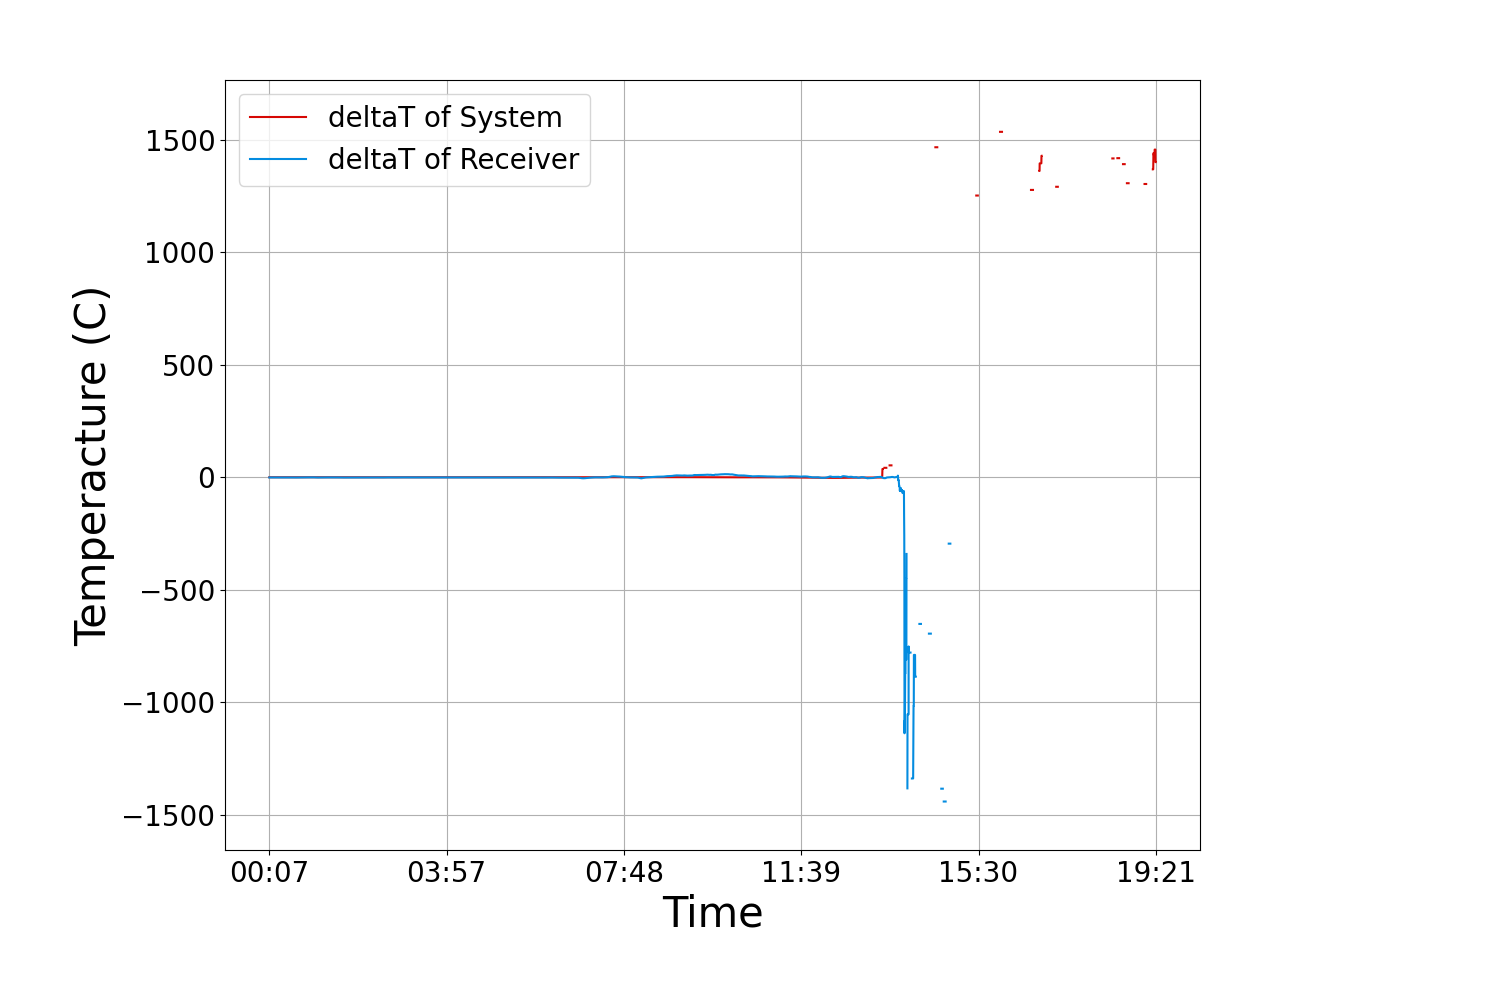 deltaT of System
deltaT of Receiver
1500
1000
500
0
−500
−1000
−1500
Temperacture (C)
00:07 03:57 07:48 11:39 15:30 19:21
Time